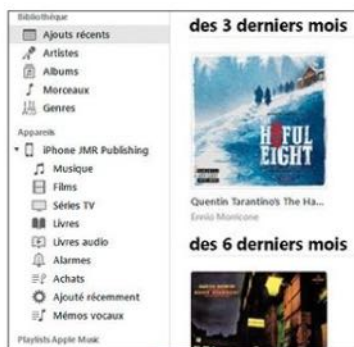 Bibliothèque
Ajouts récents
Artistes
Albums
Morceaux
Genres
Appareils
iPhone JMR Publishing
Musique
Films
Séries TV
Livres
Livres audio
Alarmes
Achats
Ajouté récemment
Mémos vocaux
Playlists Apple Music
des 3 derniers mois
H8FUL
EIGHT
Quentin Tarantino's The Ha...
Ennio Morricone
des 6 derniers mois